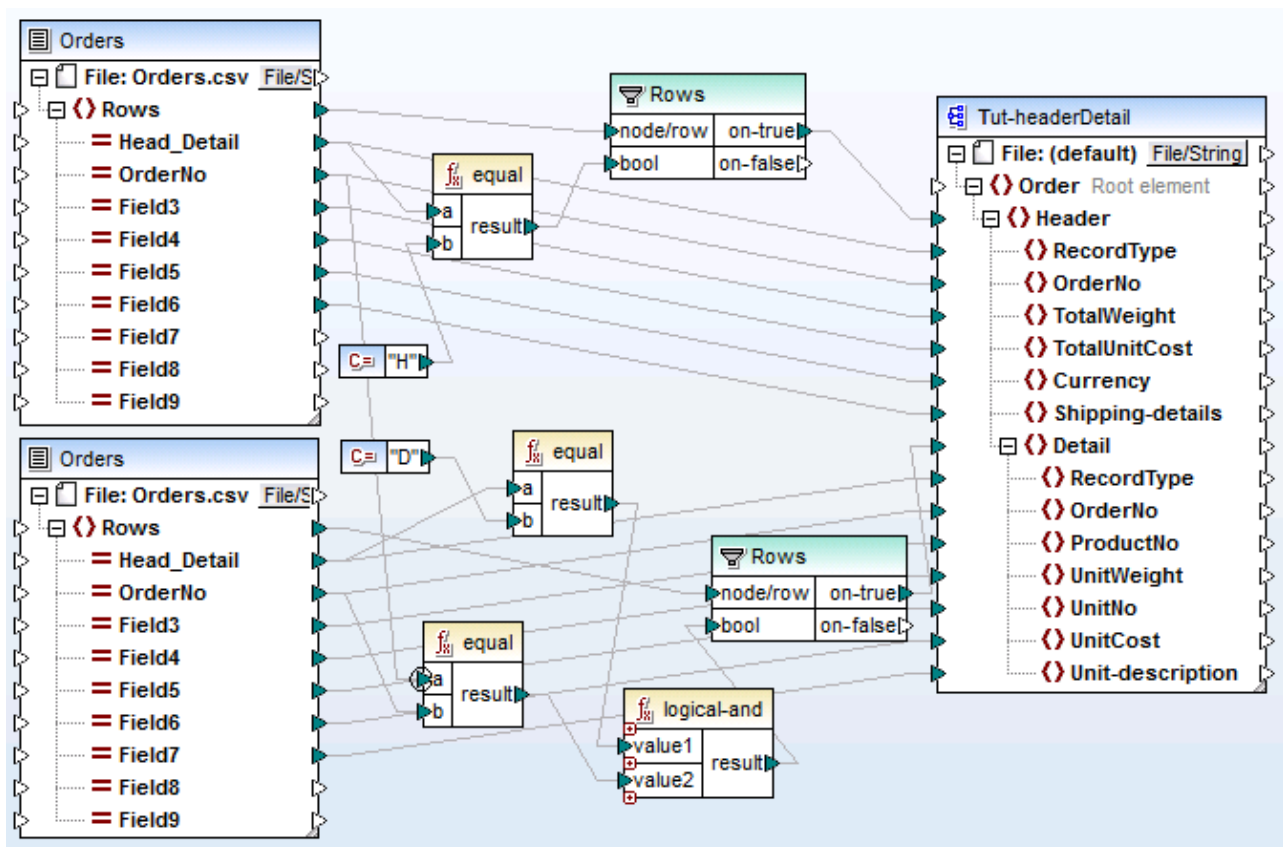 Orders
File: Orders.csv File/S
Rows
Head_Detail
OrderNo
Field3
Field4
Field5
Field6
Field7
Field8
Field9
Orders
File: Orders.csv File/S
Rows
Head_Detail
OrderNo
Field3
Field4
Field5
Field6
Field7
Field8
Field9
C= "H"
C= "D"
fx equal
a
b
result
fx equal
a
b
result
fx equal
a
b
result
Rows
node/row on-true
bool on-false
Rows
node/row on-true
bool on-false
fx logical-and
value1
value2
result
Tut-headerDetail
File: (default) File/String
Order Root element
Header
RecordType
OrderNo
TotalWeight
TotalUnitCost
Currency
Shipping-details
Detail
RecordType
OrderNo
ProductNo
UnitWeight
UnitNo
UnitCost
Unit-description